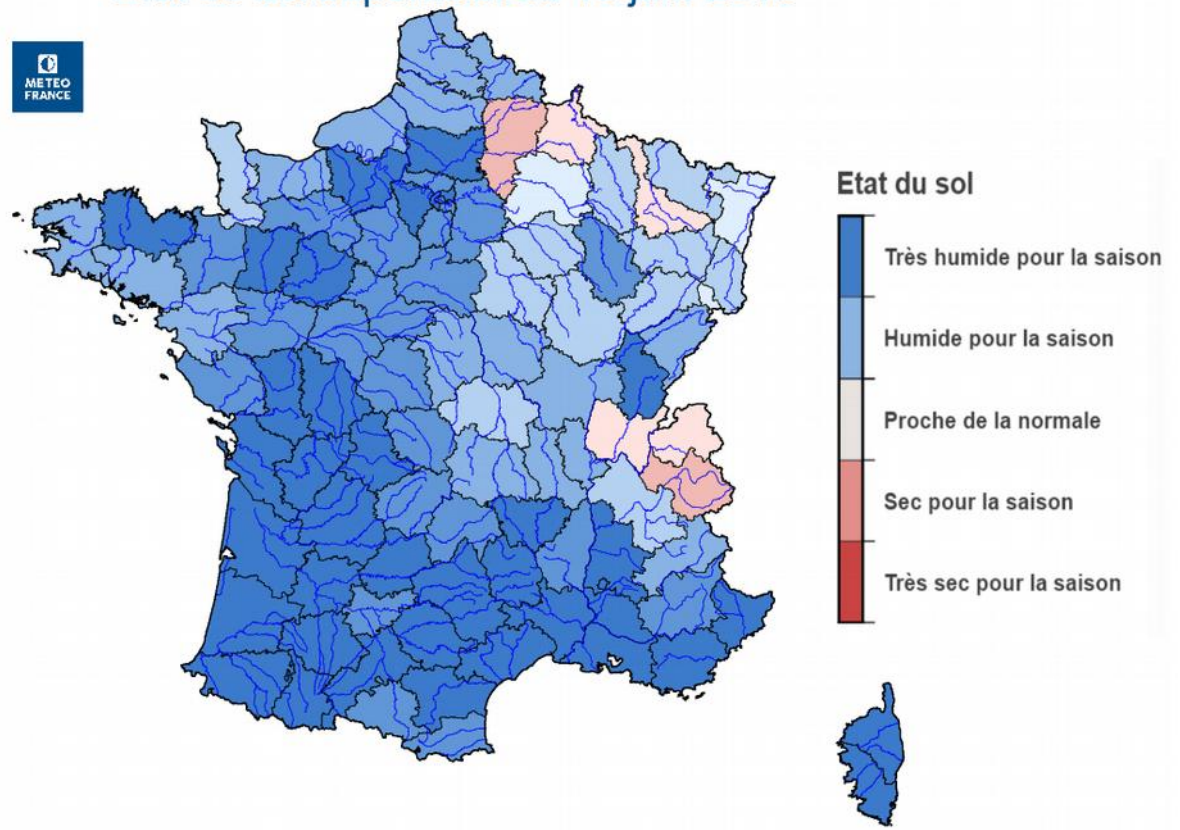 METEO
FRANCE
Etat du sol
Très humide pour la saison
Humide pour la saison
Proche de la normale
Sec pour la saison
Très sec pour la saison